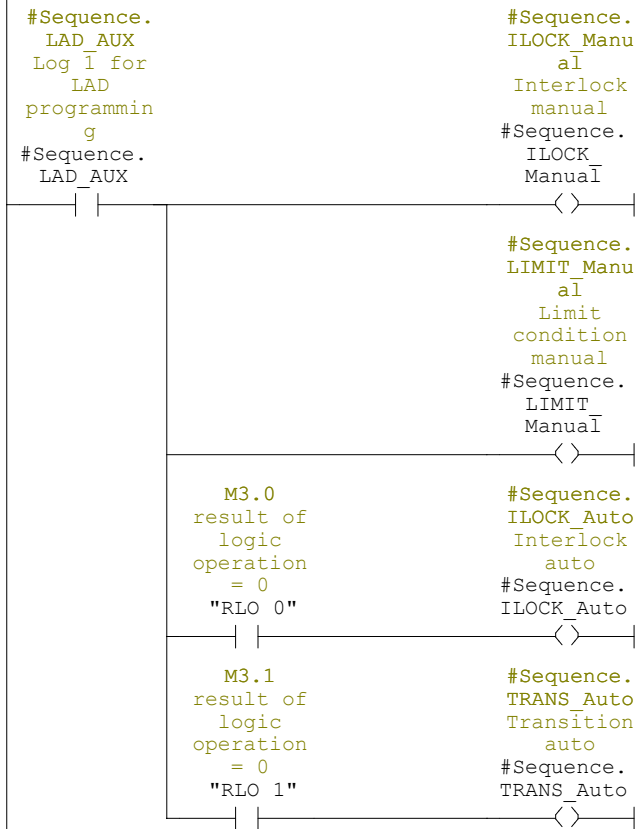 #Sequence.
LAD_AUX
Log 1 for
LAD
programmin
g
#Sequence.
LAD_AUX
#Sequence.
ILOCK_Manu
al
Interlock
manual
#Sequence.
ILOCK_
Manual
#Sequence.
LIMIT_Manu
al
Limit
condition
manual
#Sequence.
LIMIT_
Manual
M3.0
result of
logic
operation
= 0
"RLO 0"
#Sequence.
ILOCK_Auto
Interlock
auto
#Sequence.
ILOCK_Auto
M3.1
result of
logic
operation
= 0
"RLO 1"
#Sequence.
TRANS_Auto
Transition
auto
#Sequence.
TRANS_Auto